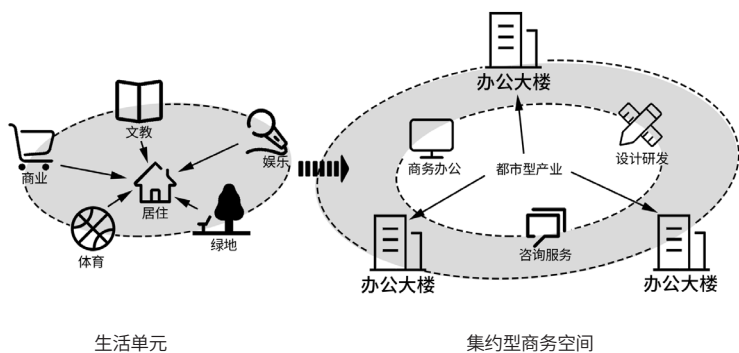 办公大楼
文教
商业
娱乐
居住
体育
绿地
商务办公
设计研发
都市型产业
咨询服务
办公大楼
办公大楼
生活单元
集约型商务空间